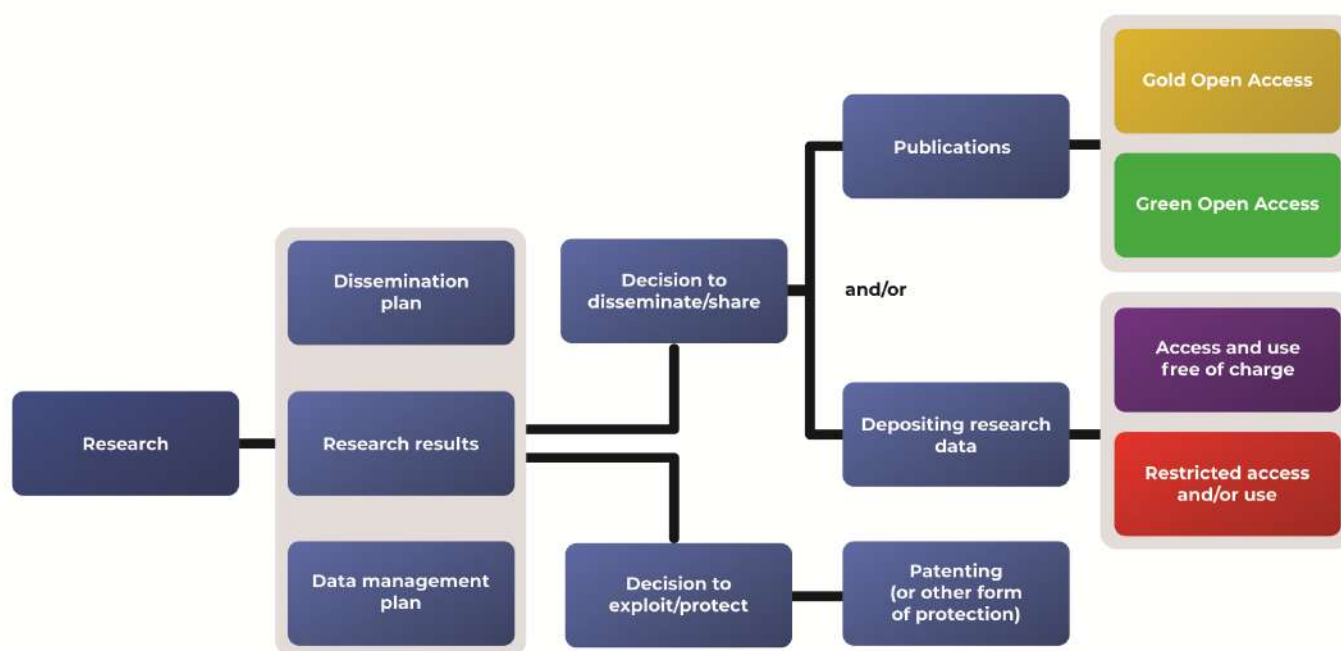 Research
Dissemination
plan
Research results
Data management
plan
Decision to
disseminate/share
Decision to
exploit/protect
Publications
and/or
Depositing research
data
Patenting
(or other form
of protection)
Gold Open Access
Green Open Access
Access and use
free of charge
Restricted access
and/or use